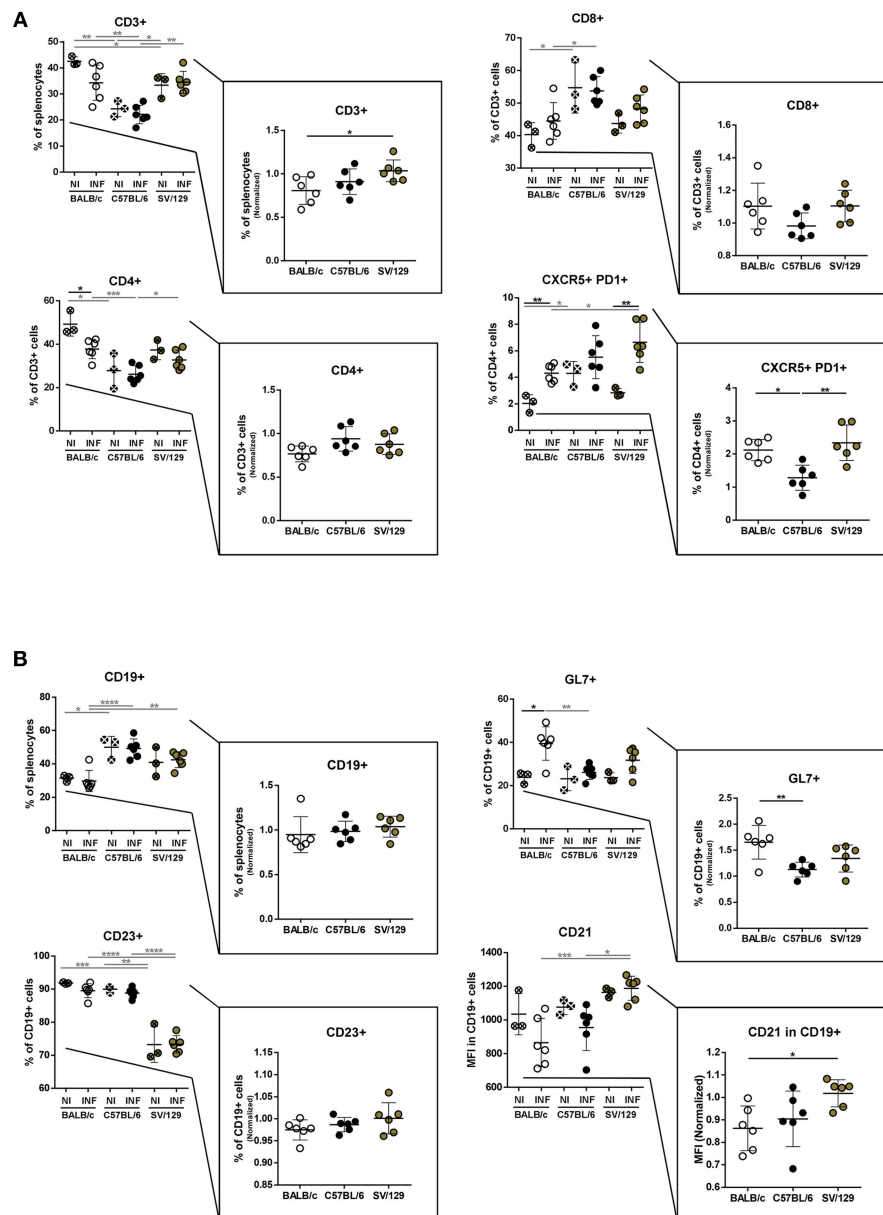 A
CD3+
** ** *
* **
% of splenocytes
50
40
30
20
10
0
NI INF NI INF NI INF
BALB/c C57BL/6 SV/129
CD3+
*
% of splenocytes
(Normalized)
1.5
1.0
0.5
0.0
BALB/c C57BL/6 SV/129
CD8+
* *
% of CD3+ cells
70
60
50
40
30
NI INF NI INF NI INF
BALB/c C57BL/6 SV/129
CD8+
% of CD3+ cells
(Normalized)
1.6
1.4
1.2
1.0
0.8
BALB/c C57BL/6 SV/129
CD4+
*
* *** *
% of CD3+ cells
60
40
20
0
NI INF NI INF NI INF
BALB/c C57BL/6 SV/129
CD4+
% of CD3+ cells
(Normalized)
1.5
1.0
0.5
0.0
BALB/c C57BL/6 SV/129
CXCR5+ PD1+
** * * **
% of CD4+ cells
10
8
6
4
2
0
NI INF NI INF NI INF
BALB/c C57BL/6 SV/129
CXCR5+ PD1+
* **
% of CD4+ cells
(Normalized)
4
3
2
1
0
BALB/c C57BL/6 SV/129
B
CD19+
****
* **
% of splenocytes
80
60
40
20
0
NI INF NI INF NI INF
BALB/c C57BL/6 SV/129
CD19+
% of splenocytes
(Normalized)
1.5
1.0
0.5
0.0
BALB/c C57BL/6 SV/129
GL7+
* **
% of CD19+ cells
60
40
20
0
NI INF NI INF NI INF
BALB/c C57BL/6 SV/129
GL7+
**
% of CD19+ cells
(Normalized)
2.5
2.0
1.5
1.0
0.5
0.0
BALB/c C57BL/6 SV/129
CD23+
**** ****
*** **
% of CD19+ cells
100
90
80
70
60
NI INF NI INF NI INF
BALB/c C57BL/6 SV/129
CD23+
% of CD19+ cells
(Normalized)
1.15
1.10
1.05
1.00
0.95
0.90
0.85
BALB/c C57BL/6 SV/129
CD21
*** *
MFI in CD19+ cells
1400
1200
1000
800
600
NI INF NI INF NI INF
BALB/c C57BL/6 SV/129
CD21 in CD19+
*
MFI (Normalized)
1.2
1.1
1.0
0.9
0.8
0.7
0.6
BALB/c C57BL/6 SV/129